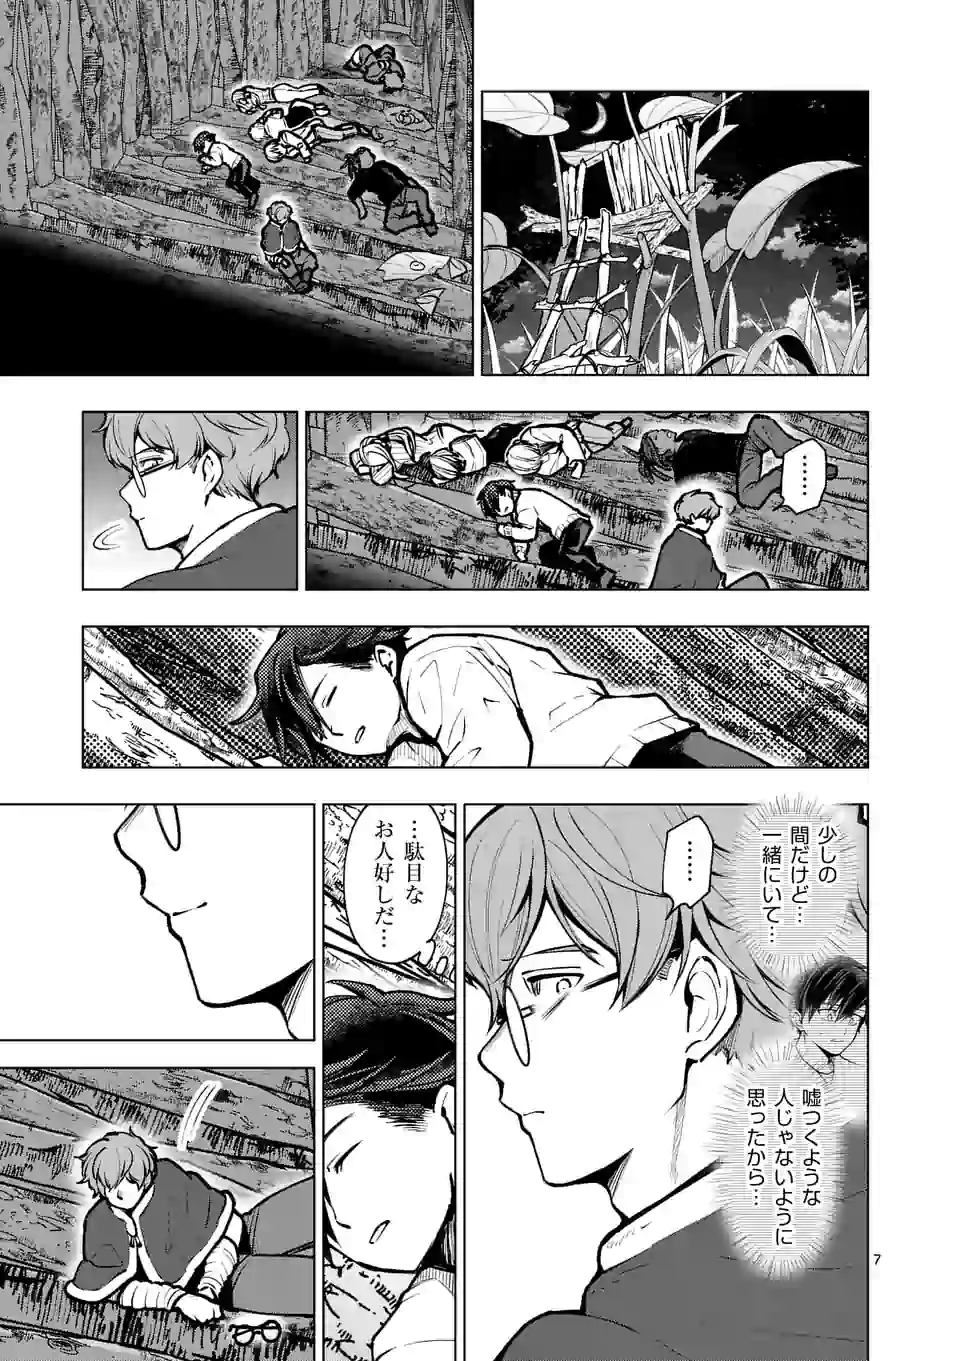 ……
少しの
間だけど…
一緒にいて…
嘘つくような
人じゃないように
思ったから…
……
…駄目な
お人好しだ…
7